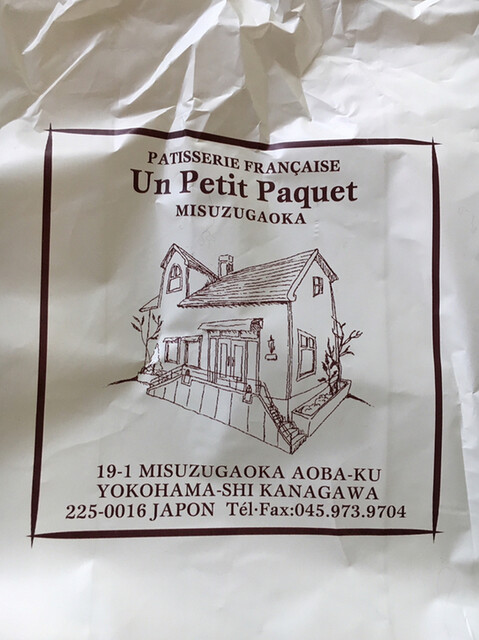 PATISSERIE FRANÇAISE
Un Petit Paquet
MISUZUGAOKA
19-1 MISUZUGAOKA AOBA-KU
YOKOHAMA-SHI KANAGAWA
225-0016 JAPON Tél·Fax:045.973.9704